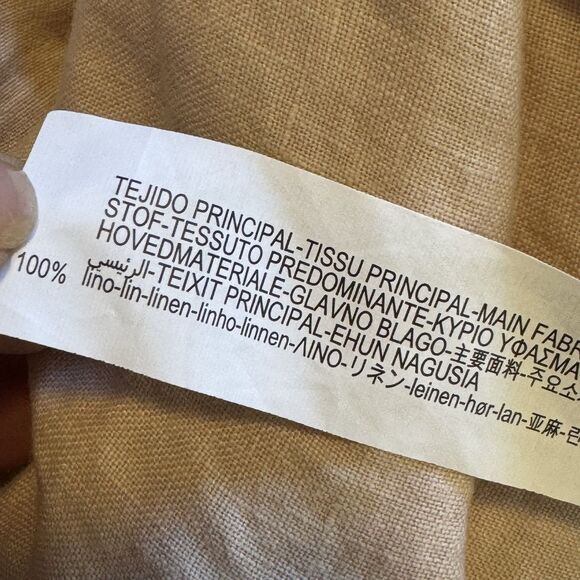 TEJIDO PRINCIPAL-TISSU PRINCIPAL-MAIN FABR
STOF-TESSUTO PREDOMINANTE-ΚΥΡΙΟ ΥΦΑΣΜΑ
HOVEDMATERIALE-GLAVNO BLAGO-主要面料-주요소
الرئيسي-TEIXIT PRINCIPAL-EHUN NAGUSIA
100% lino-lin-linen-linho-linnen-ΛΙΝΟ-リネン-leinen-hør-lan-亚麻-린